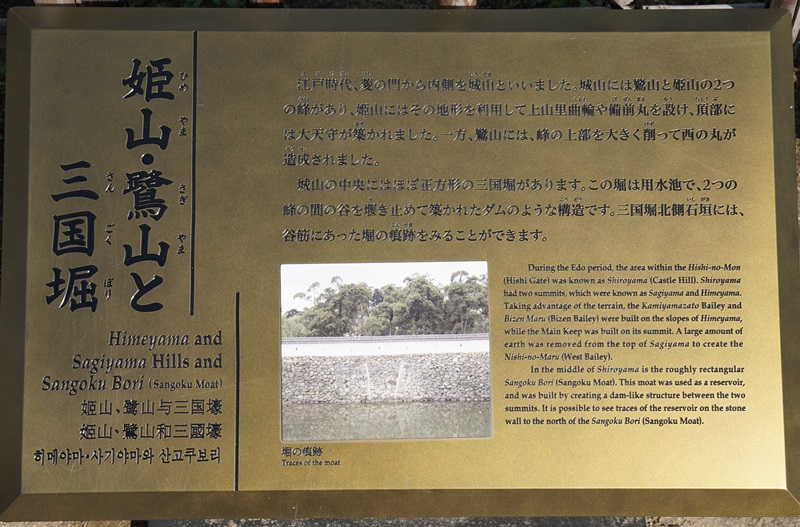 姫山・鷺山と
ひめ やま さぎ やま
三国堀
さん ごく ぼり
Himeyama and
Sagiyama Hills and
Sangoku Bori (Sangoku Moat)
姫山、鹭山与三国壕
姫山、鷺山和三國壕
히메야마・사기야마와 산고쿠보리
江戸時代、菱の門から内側を城山といいました。城山には鷺山と姫山の2つ
の峰があり、姫山にはその地形を利用して上山里曲輪や備前丸を設け、頂部に
は大天守が築かれました。一方、鷺山には、峰の上部を大きく削って西の丸が
造成されました。
城山の中央にはほぼ正方形の三国堀があります。この堀は用水池で、2つの
峰の間の谷を堰き止めて築かれたダムのような構造です。三国堀北側石垣には、
谷筋にあった堀の痕跡をみることができます。
During the Edo period, the area within the Hishi-no-Mon
(Hishi Gate) was known as Shiroyama (Castle Hill). Shiroyama
had two summits, which were known as Sagiyama and Himeyama.
Taking advantage of the terrain, the Kamiyamazato Bailey and
Bizen Maru (Bizen Bailey) were built on the slopes of Himeyama,
while the Main Keep was built on its summit. A large amount of
earth was removed from the top of Sagiyama to create the
Nishi-no-Maru (West Bailey).
In the middle of Shiroyama is the roughly rectangular
Sangoku Bori (Sangoku Moat). This moat was used as a reservoir,
and was built by creating a dam-like structure between the two
summits. It is possible to see traces of the reservoir on the stone
wall to the north of the Sangoku Bori (Sangoku Moat).
堀の痕跡
Traces of the moat